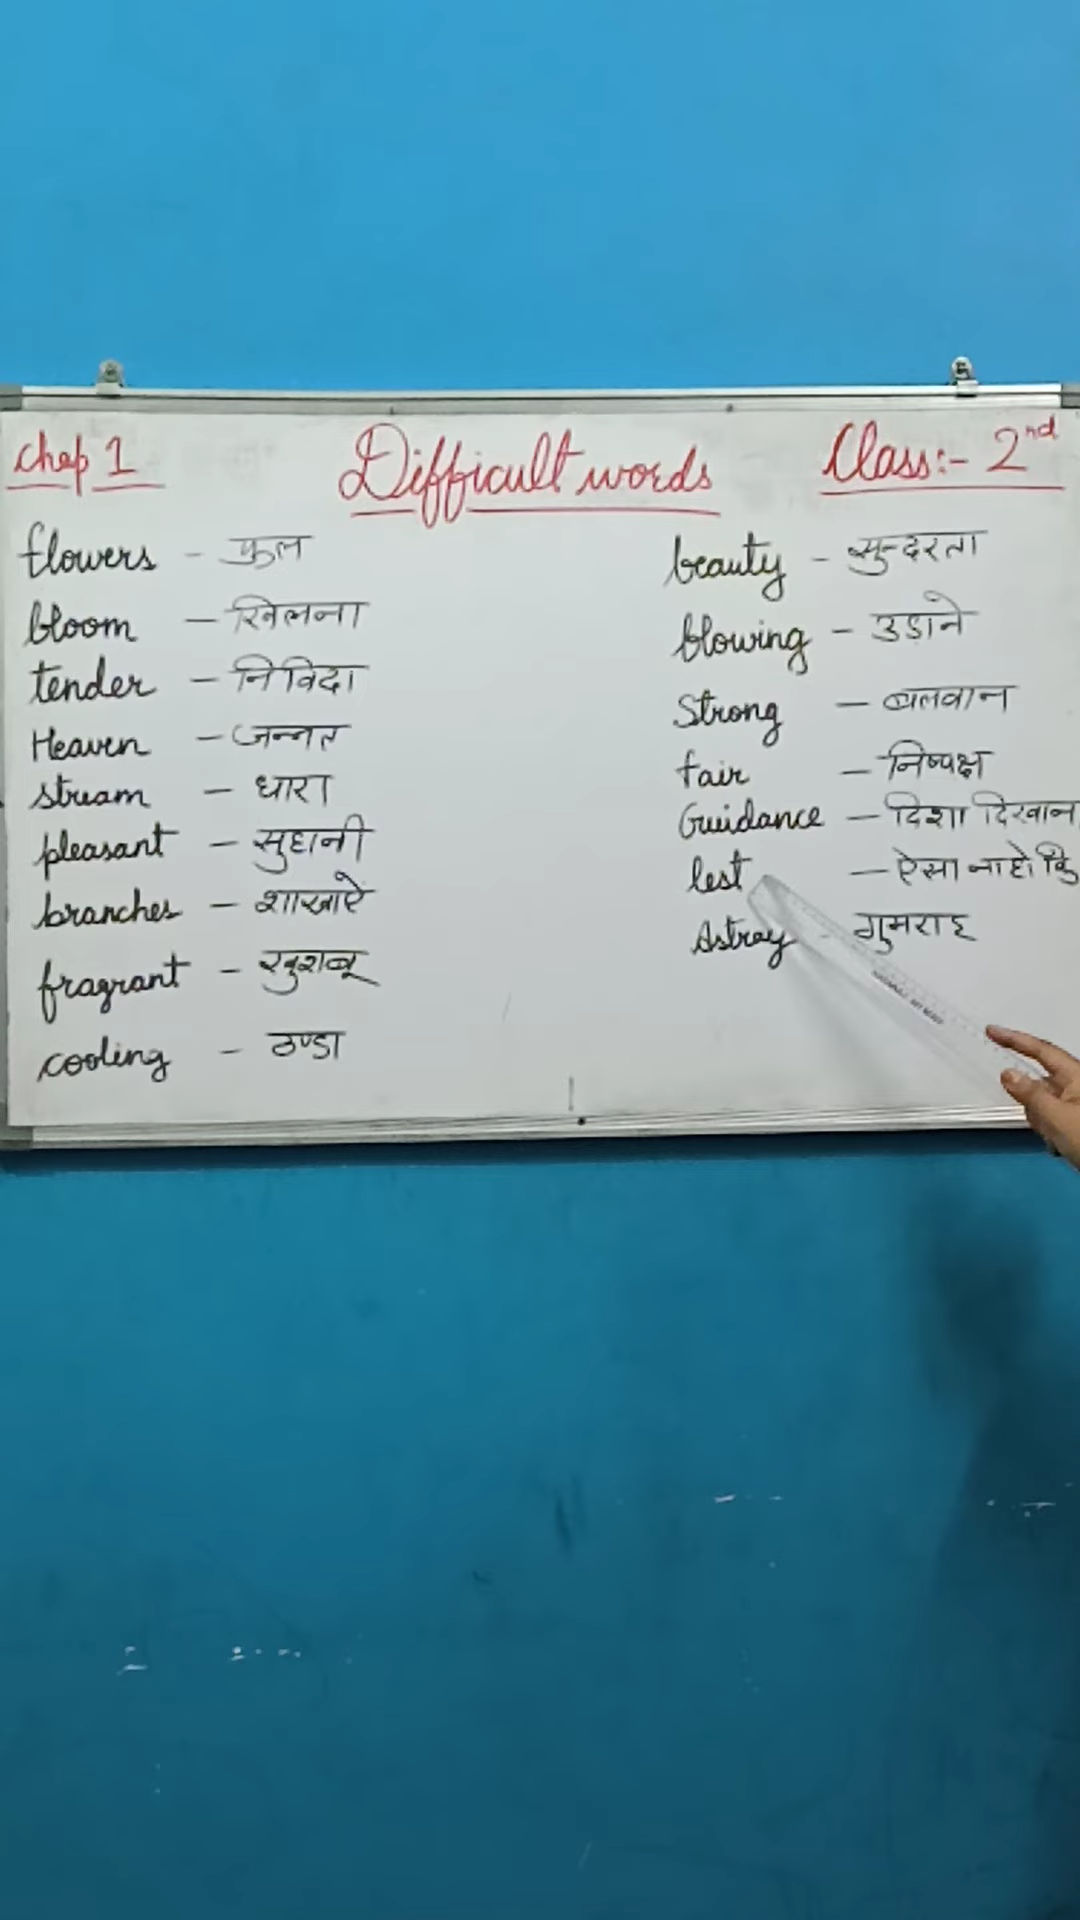 Chap 1 Difficult words Class:- 2nd
flowers - फुल
bloom - खिलना
tender - निविदा
Heaven - जन्नत
stream - धारा
pleasant - सुहानी
branches - शाखाऐ
fragrant - खुशबू
cooling - ठण्डा
beauty - सुन्दरता
blowing - उड़ाने
Strong - बलवान
fair - निष्पक्ष
Guidance - दिशा दिखान
lest - ऐसा ना हो कि
Astray - गुमराह